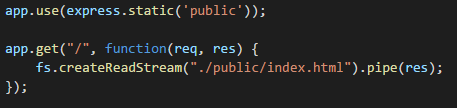 app.use(express.static('public'));
app.get("/", function(req, res) {
    fs.createReadStream("./public/index.html").pipe(res);
});